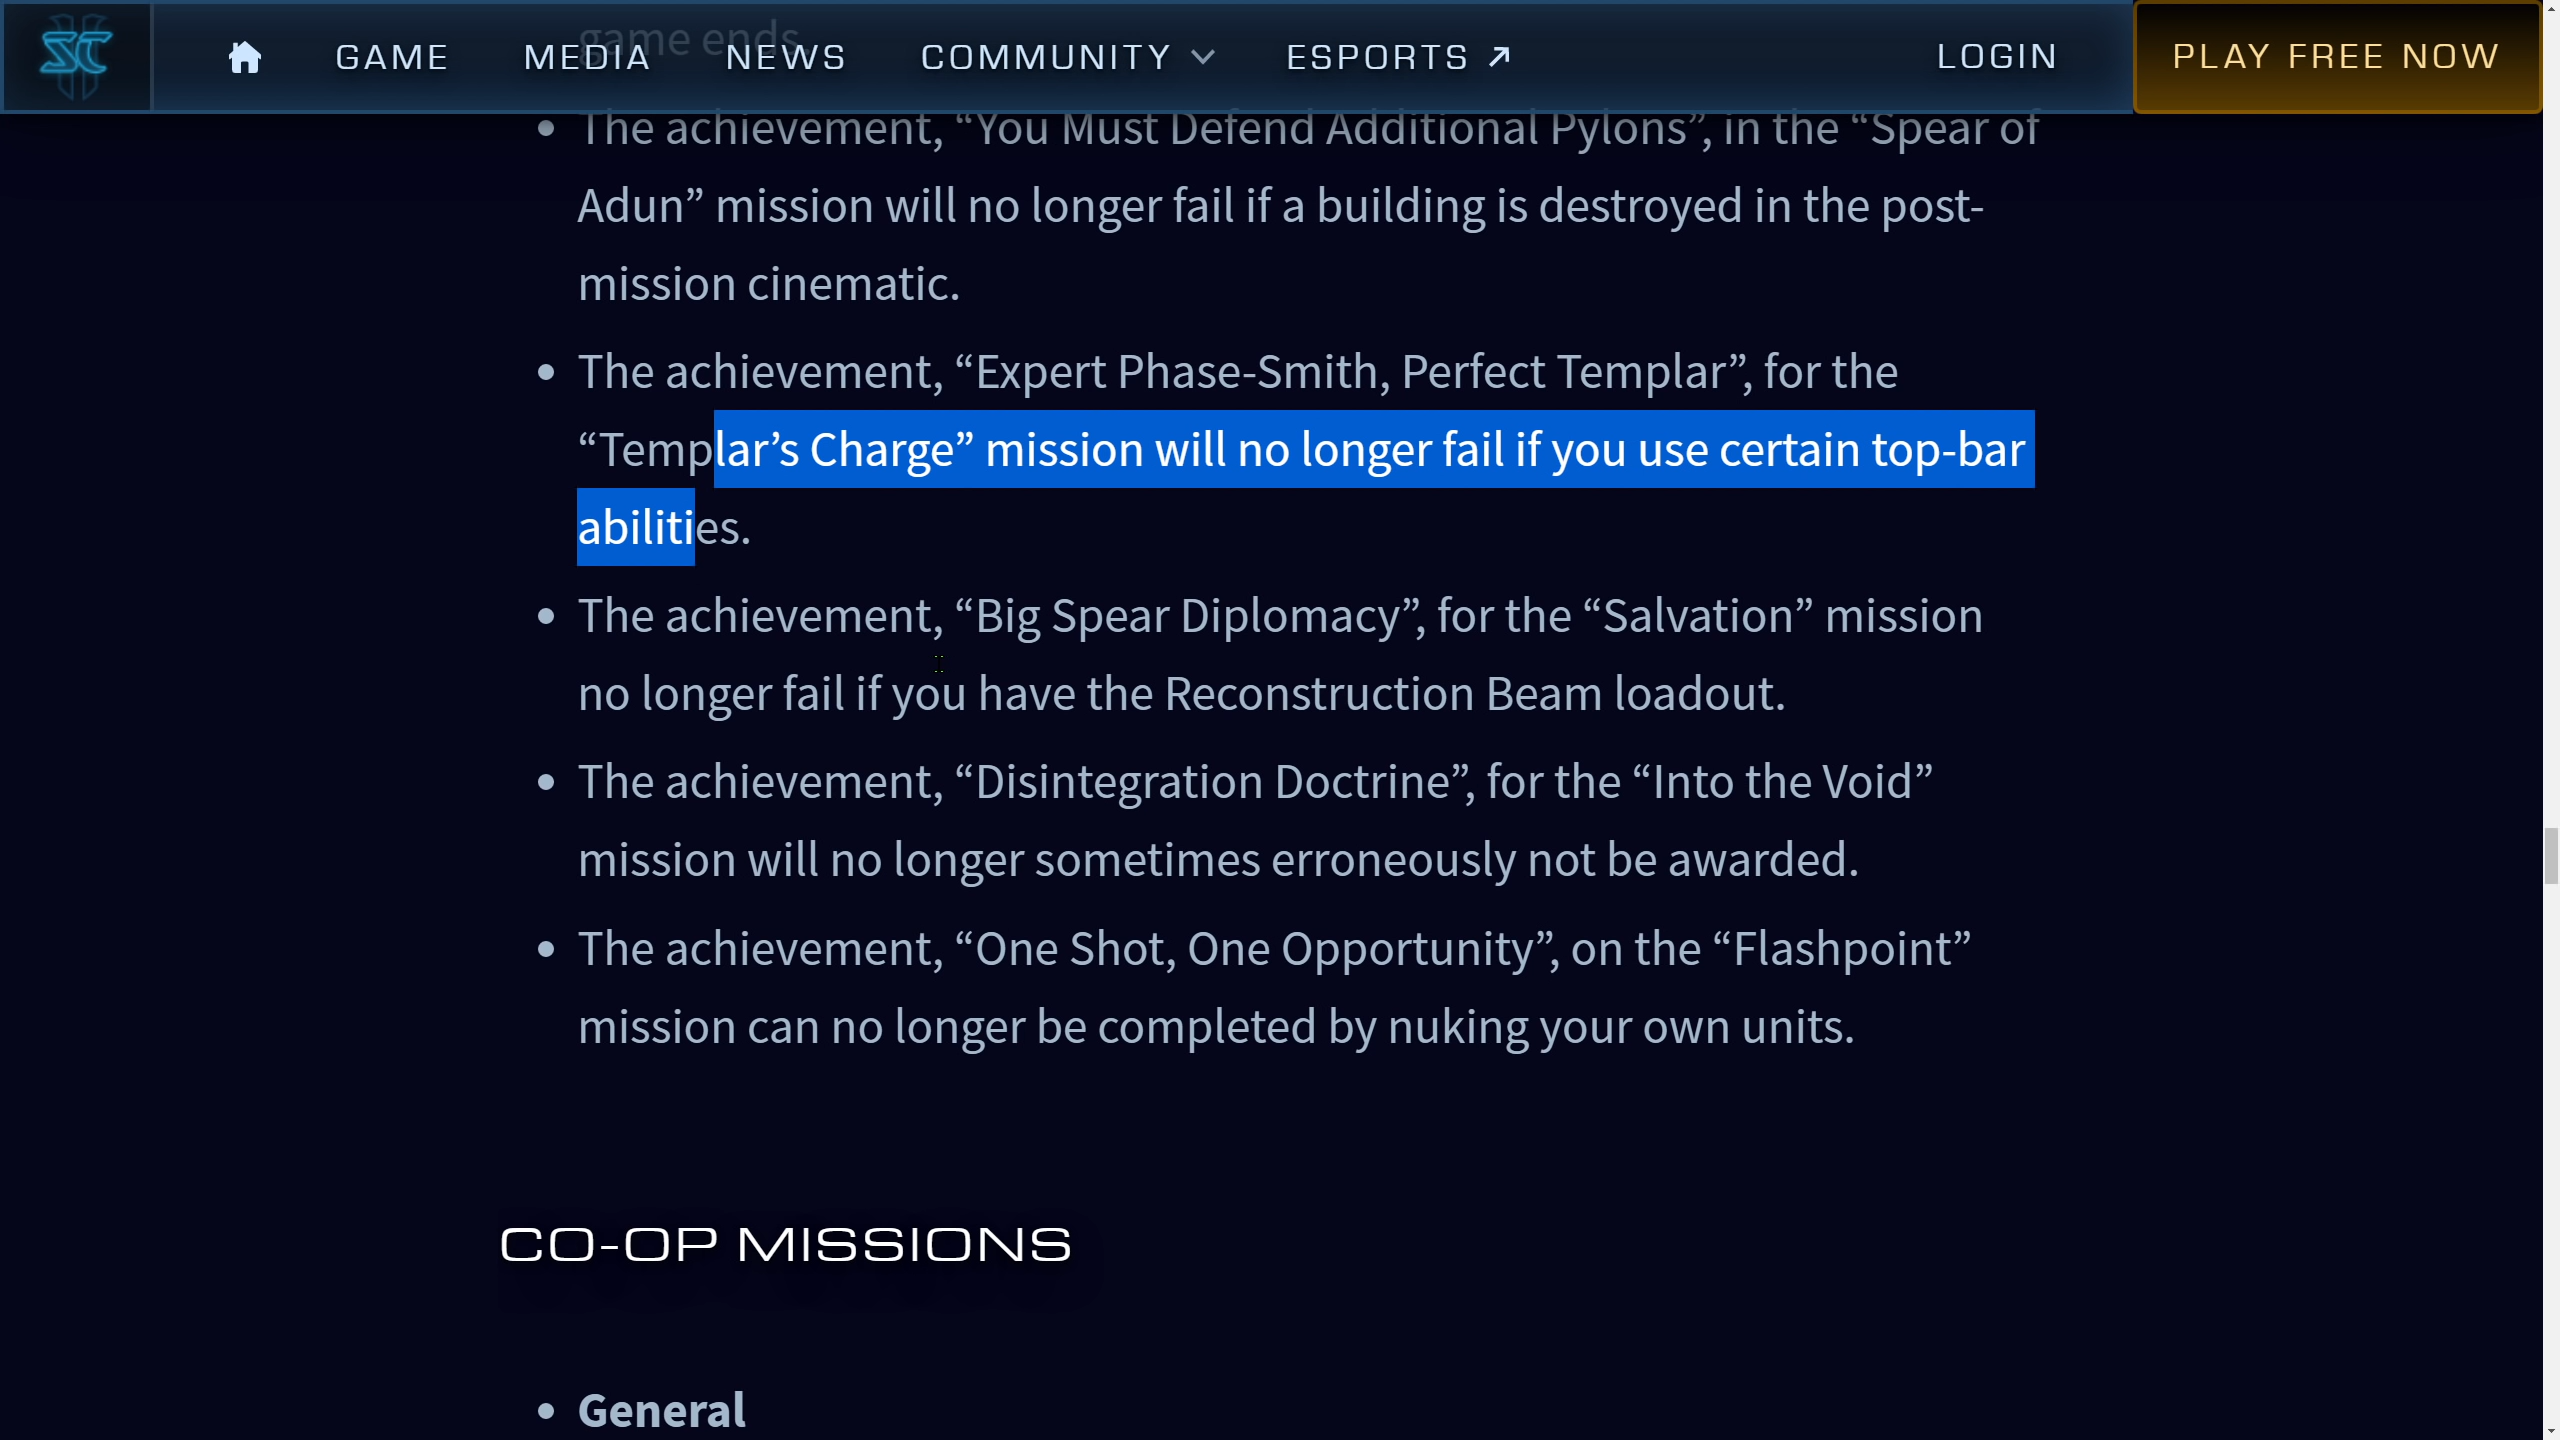 game ends.
SC
GAME
MEDIA
NEWS
COMMUNITY
ESPORTS
LOGIN
PLAY FREE NOW
The achievement, “You Must Defend Additional Pylons”, in the “Spear of
Adun” mission will no longer fail if a building is destroyed in the post-
mission cinematic.
The achievement, “Expert Phase-Smith, Perfect Templar”, for the
“Templar’s Charge” mission will no longer fail if you use certain top-bar
abilities.
The achievement, “Big Spear Diplomacy”, for the “Salvation” mission
no longer fail if you have the Reconstruction Beam loadout.
The achievement, “Disintegration Doctrine”, for the “Into the Void”
mission will no longer sometimes erroneously not be awarded.
The achievement, “One Shot, One Opportunity”, on the “Flashpoint”
mission can no longer be completed by nuking your own units.
CO-OP MISSIONS
General